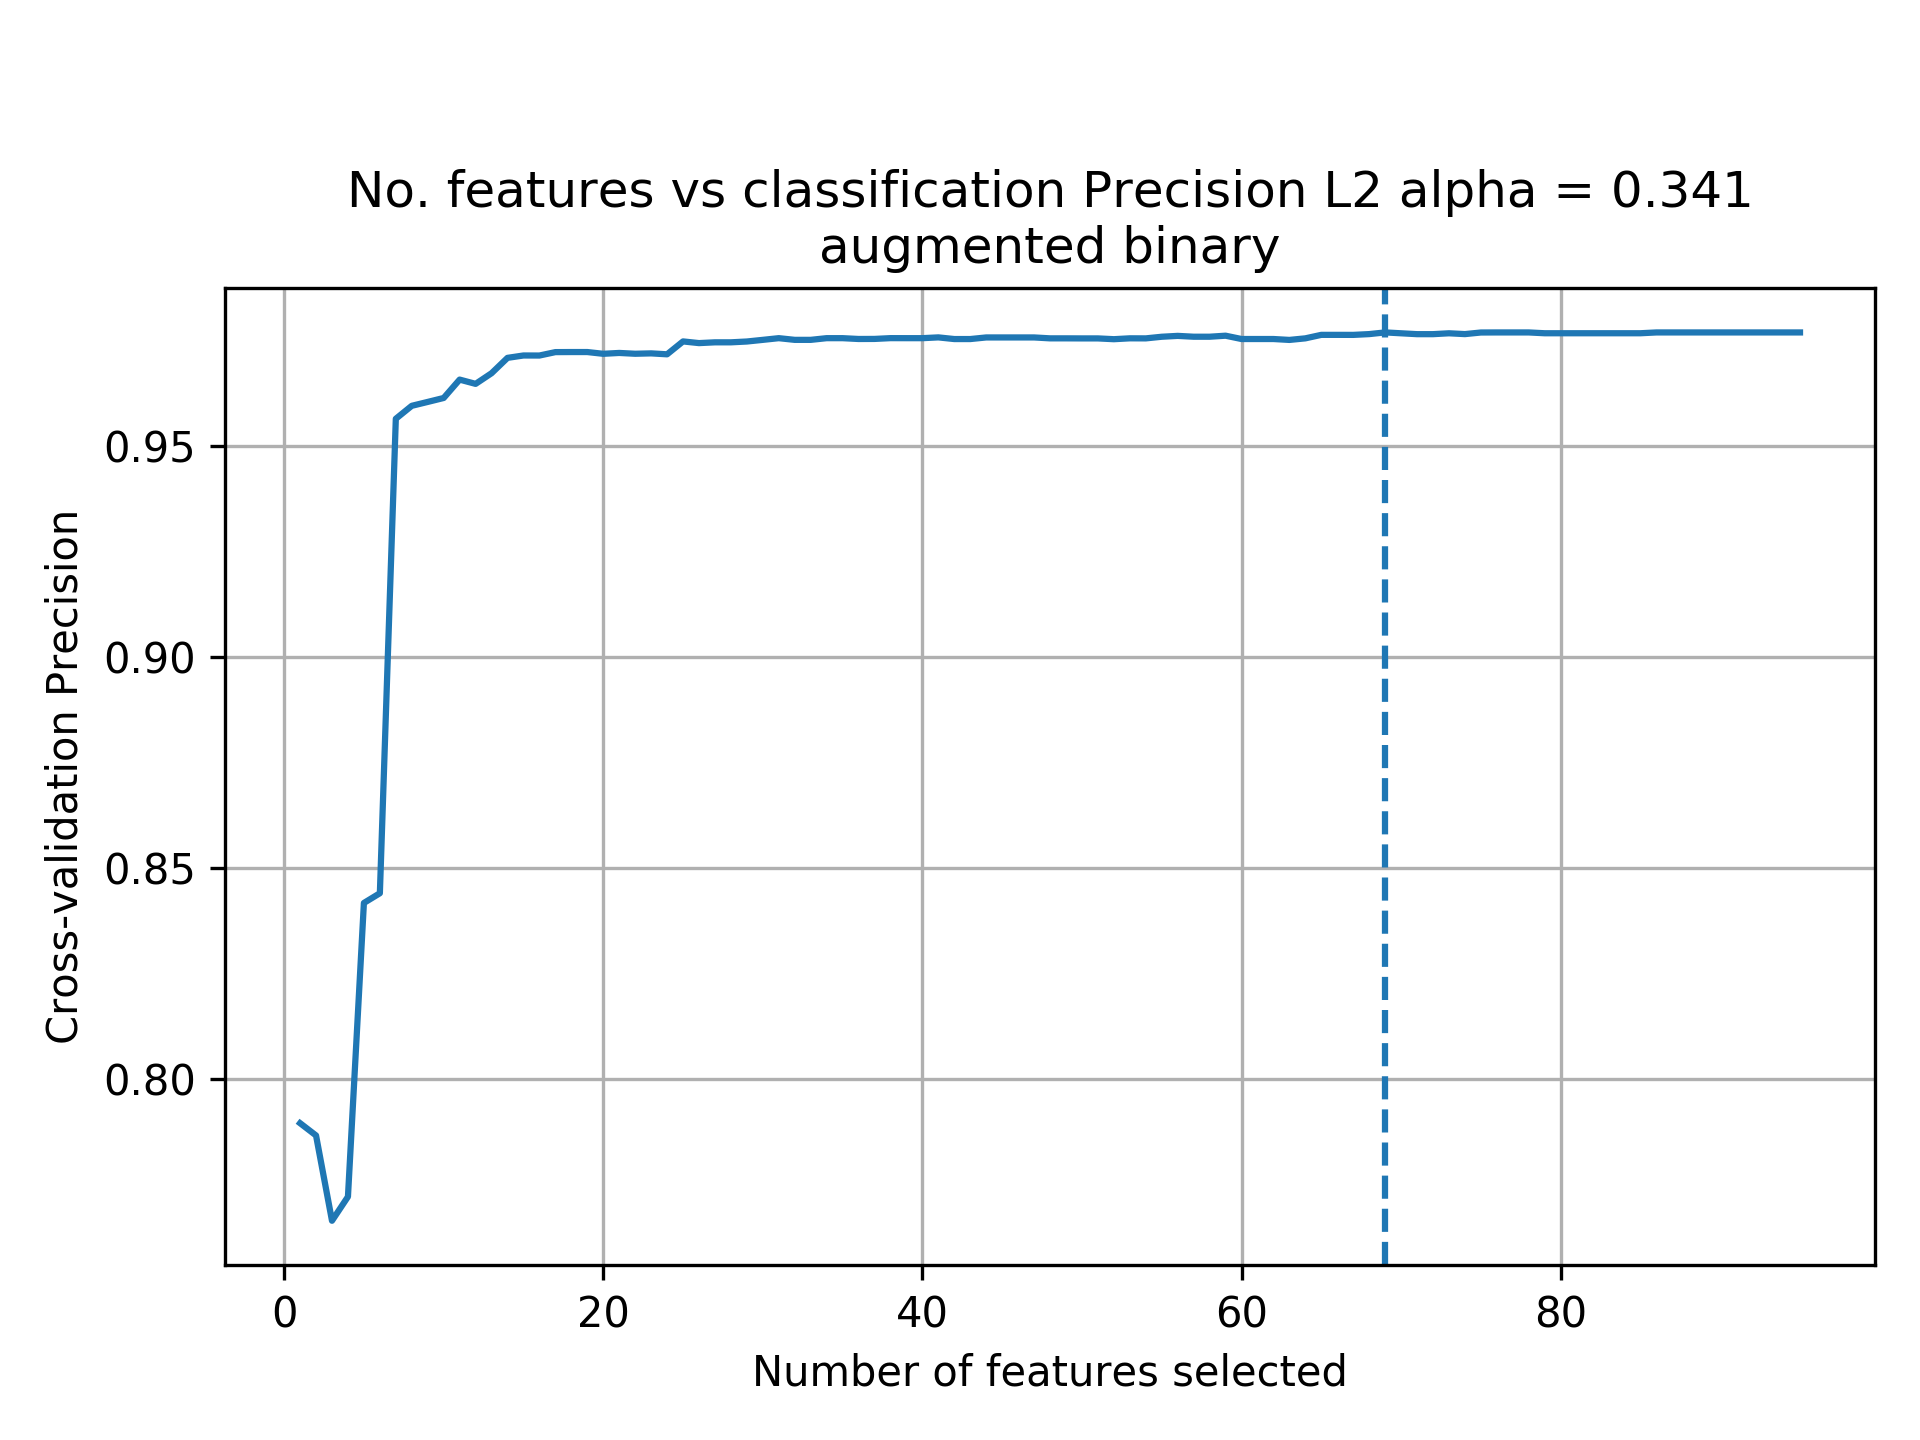 No. features vs classification Precision L2 alpha = 0.341
augmented binary
Cross-validation Precision
0.95
0.90
0.85
0.80
0 20 40 60 80
Number of features selected